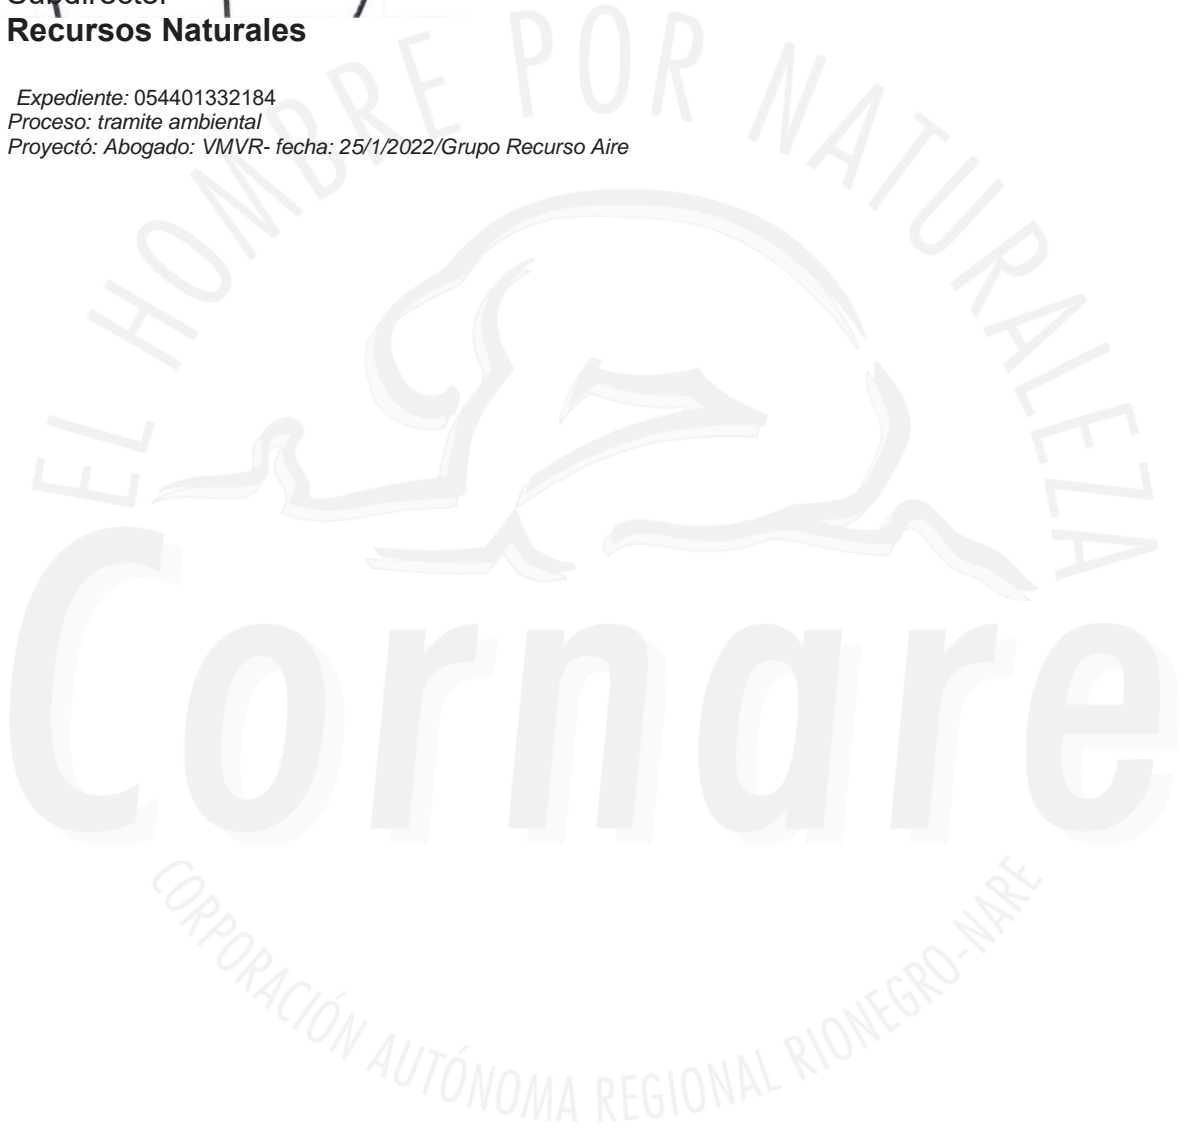 Subdirector
Recursos Naturales
Expediente: 054401332184
Proceso: tramite ambiental
Proyectó: Abogado: VMVR- fecha: 25/1/2022/Grupo Recurso Aire
EL HOMBRE POR NATURALEZA
Cornare
CORPORACIÓN AUTÓNOMA REGIONAL RIONEGRO-NARE